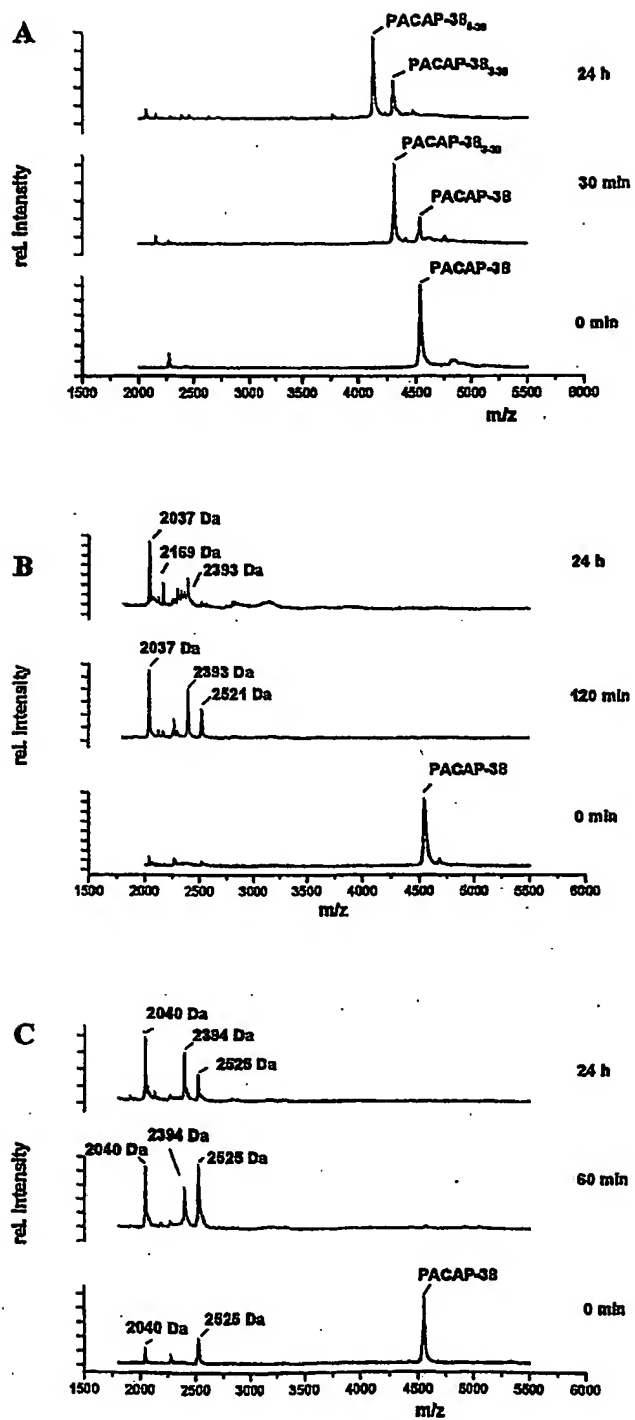 A
PACAP-38₅₋₃₈
PACAP-38₃₋₃₈
24 h
PACAP-38₃₋₃₈
PACAP-38
30 min
rel. intensity
PACAP-38
0 min
1500 2000 2500 3000 3500 4000 4500 5000 5500 6000
m/z
B
2037 Da
2169 Da
2393 Da
24 h
2037 Da
2393 Da
2521 Da
120 min
rel. intensity
PACAP-38
0 min
1500 2000 2500 3000 3500 4000 4500 5000 5500 6000
m/z
C
2040 Da
2394 Da
2525 Da
24 h
2394 Da
2040 Da
2525 Da
60 min
rel. intensity
PACAP-38
2040 Da
2525 Da
0 min
1500 2000 2500 3000 3500 4000 4500 5000 5500 6000
m/z